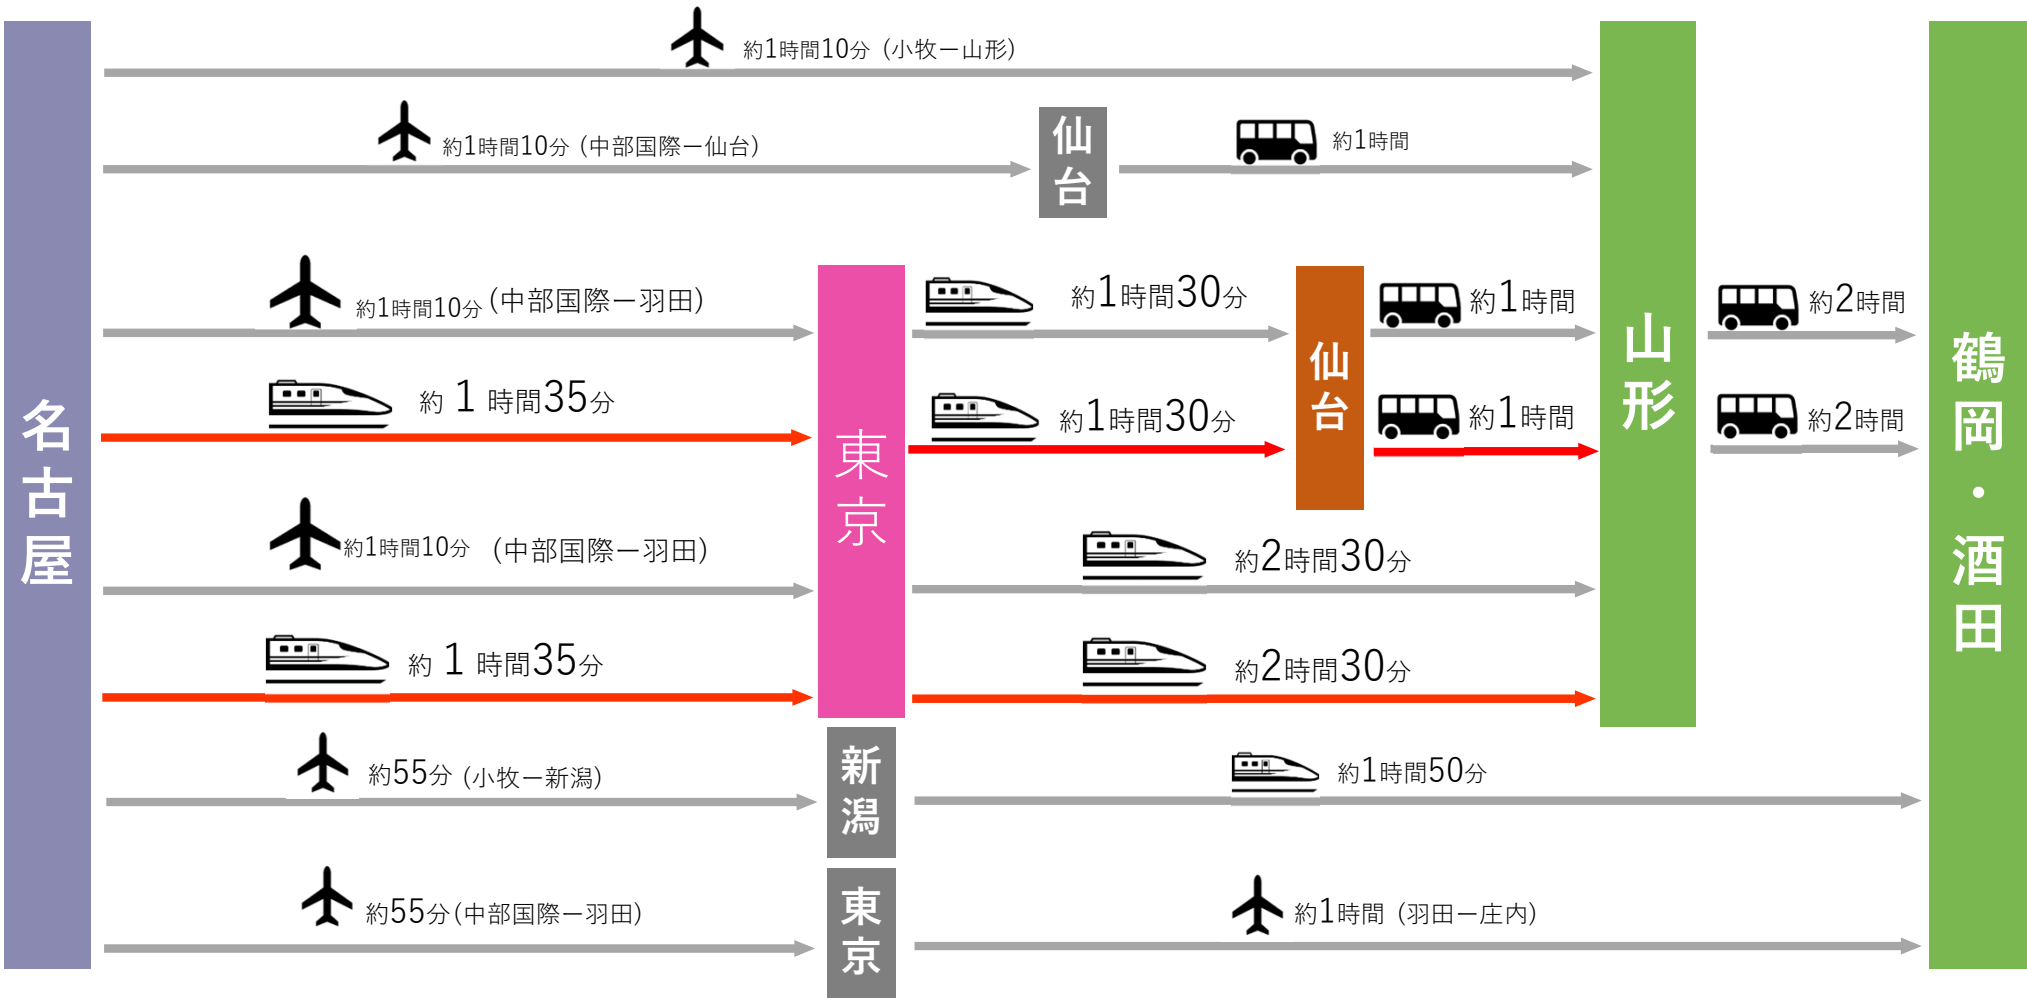 名古屋
約1時間10分 (小牧ー山形)
約1時間10分 (中部国際ー仙台)
仙台
約1時間
約1時間10分 (中部国際ー羽田)
約1時間30分
約1時間
約2時間
約 1 時間35分
約1時間30分
約1時間
約2時間
東京
仙台
山形
鶴岡・酒田
約1時間10分 (中部国際ー羽田)
約2時間30分
約 1 時間35分
約2時間30分
約55分 (小牧ー新潟)
新潟
約1時間50分
約55分(中部国際ー羽田)
東京
約1時間 (羽田ー庄内)